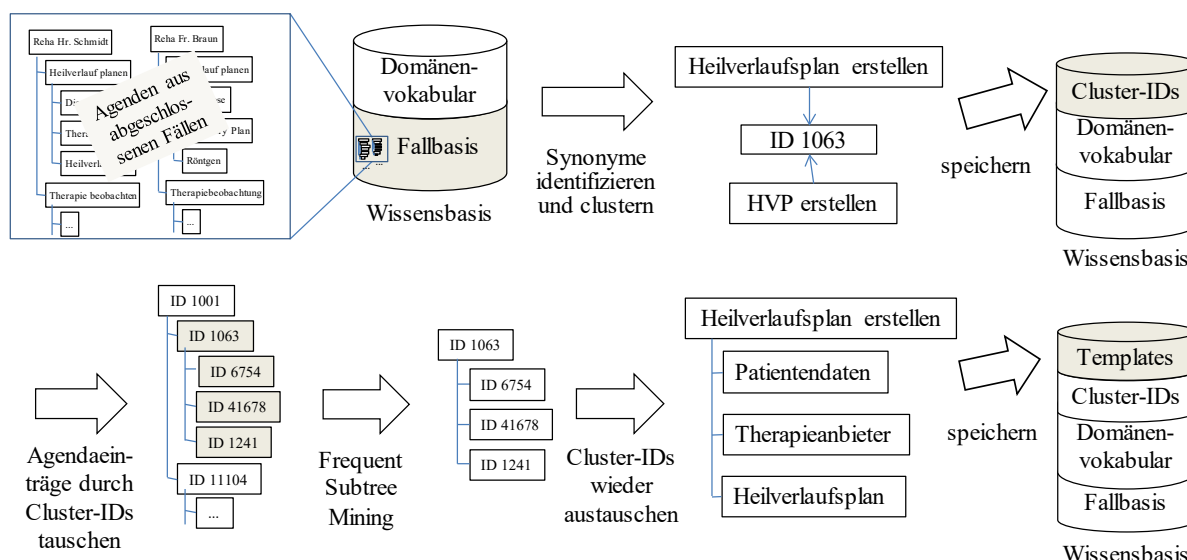 Reha Hr. Schmidt
Reha Fr. Braun
Heilverlauf planen
lauf planen
Agenden aus
abgeschlos-
senen Fällen
Röntgen
Therapie beobachten
Therapiebeobachtung
...
...
Domänen-
vokabular
Fallbasis
...
...
Wissensbasis
Synonyme
identifizieren
und clustern
Heilverlaufsplan erstellen
ID 1063
HVP erstellen
speichern
Cluster-IDs
Domänen-
vokabular
Fallbasis
Wissensbasis
Agendaein-
träge durch
Cluster-IDs
tauschen
ID 1001
ID 1063
ID 6754
ID 41678
ID 1241
ID 11104
...
Frequent
Subtree
Mining
ID 1063
ID 6754
ID 41678
ID 1241
Cluster-IDs
wieder
austauschen
Heilverlaufsplan erstellen
Patientendaten
Therapieanbieter
Heilverlaufsplan
speichern
Templates
Cluster-IDs
Domänen-
vokabular
Fallbasis
Wissensbasis